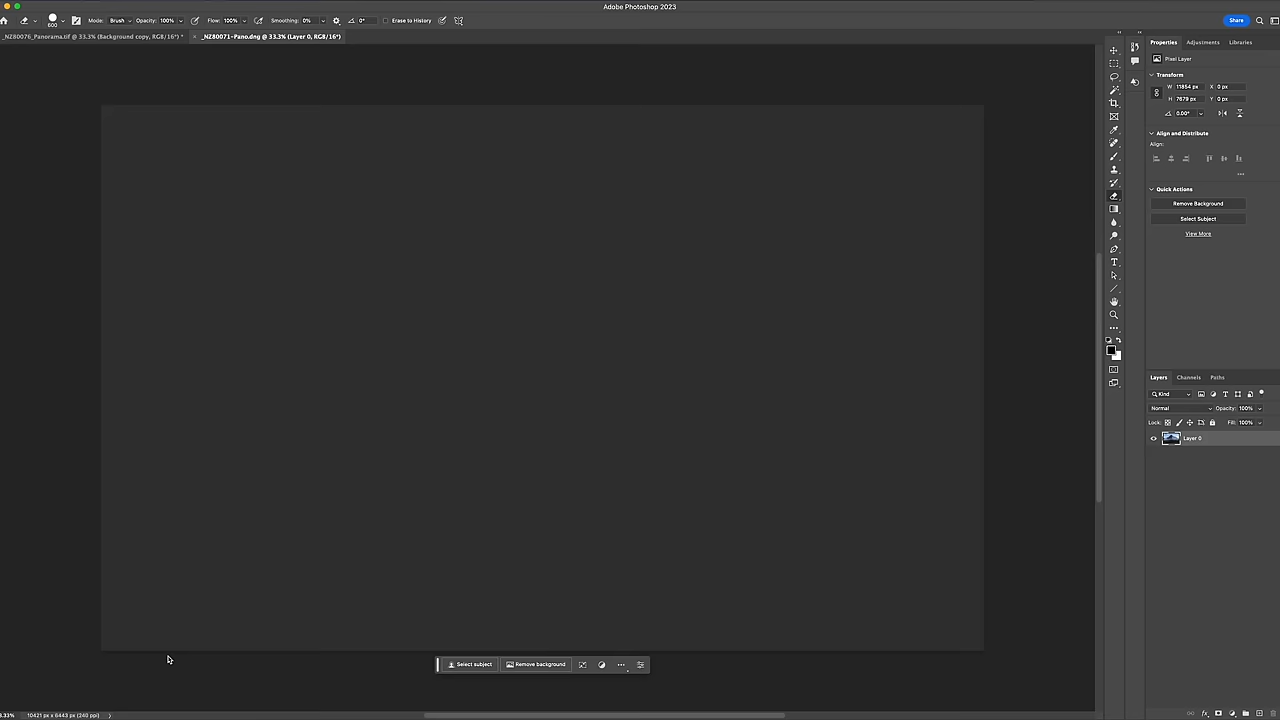 Adobe Photoshop 2023
600 Mode: Brush Opacity: 100% Flow: 100% Smoothing: 0% 0° Erase to History Share
_NZ80076_Panorama.tif @ 33.3% (Background copy, RGB/16*) * × _NZ80071-Pano.dng @ 33.3% (Layer 0, RGB/16*)
Properties Adjustments Libraries
Pixel Layer
Transform
W 11854 px X 0 px
H 7679 px Y 0 px
0.00°
Align and Distribute
Align:
Quick Actions
Remove Background
Select Subject
View More
Layers Channels Paths
Kind
Normal Opacity: 100%
Lock: Fill: 100%
Layer 0
Select subject Remove background
3.33% 10421 px x 6443 px (240 ppi)